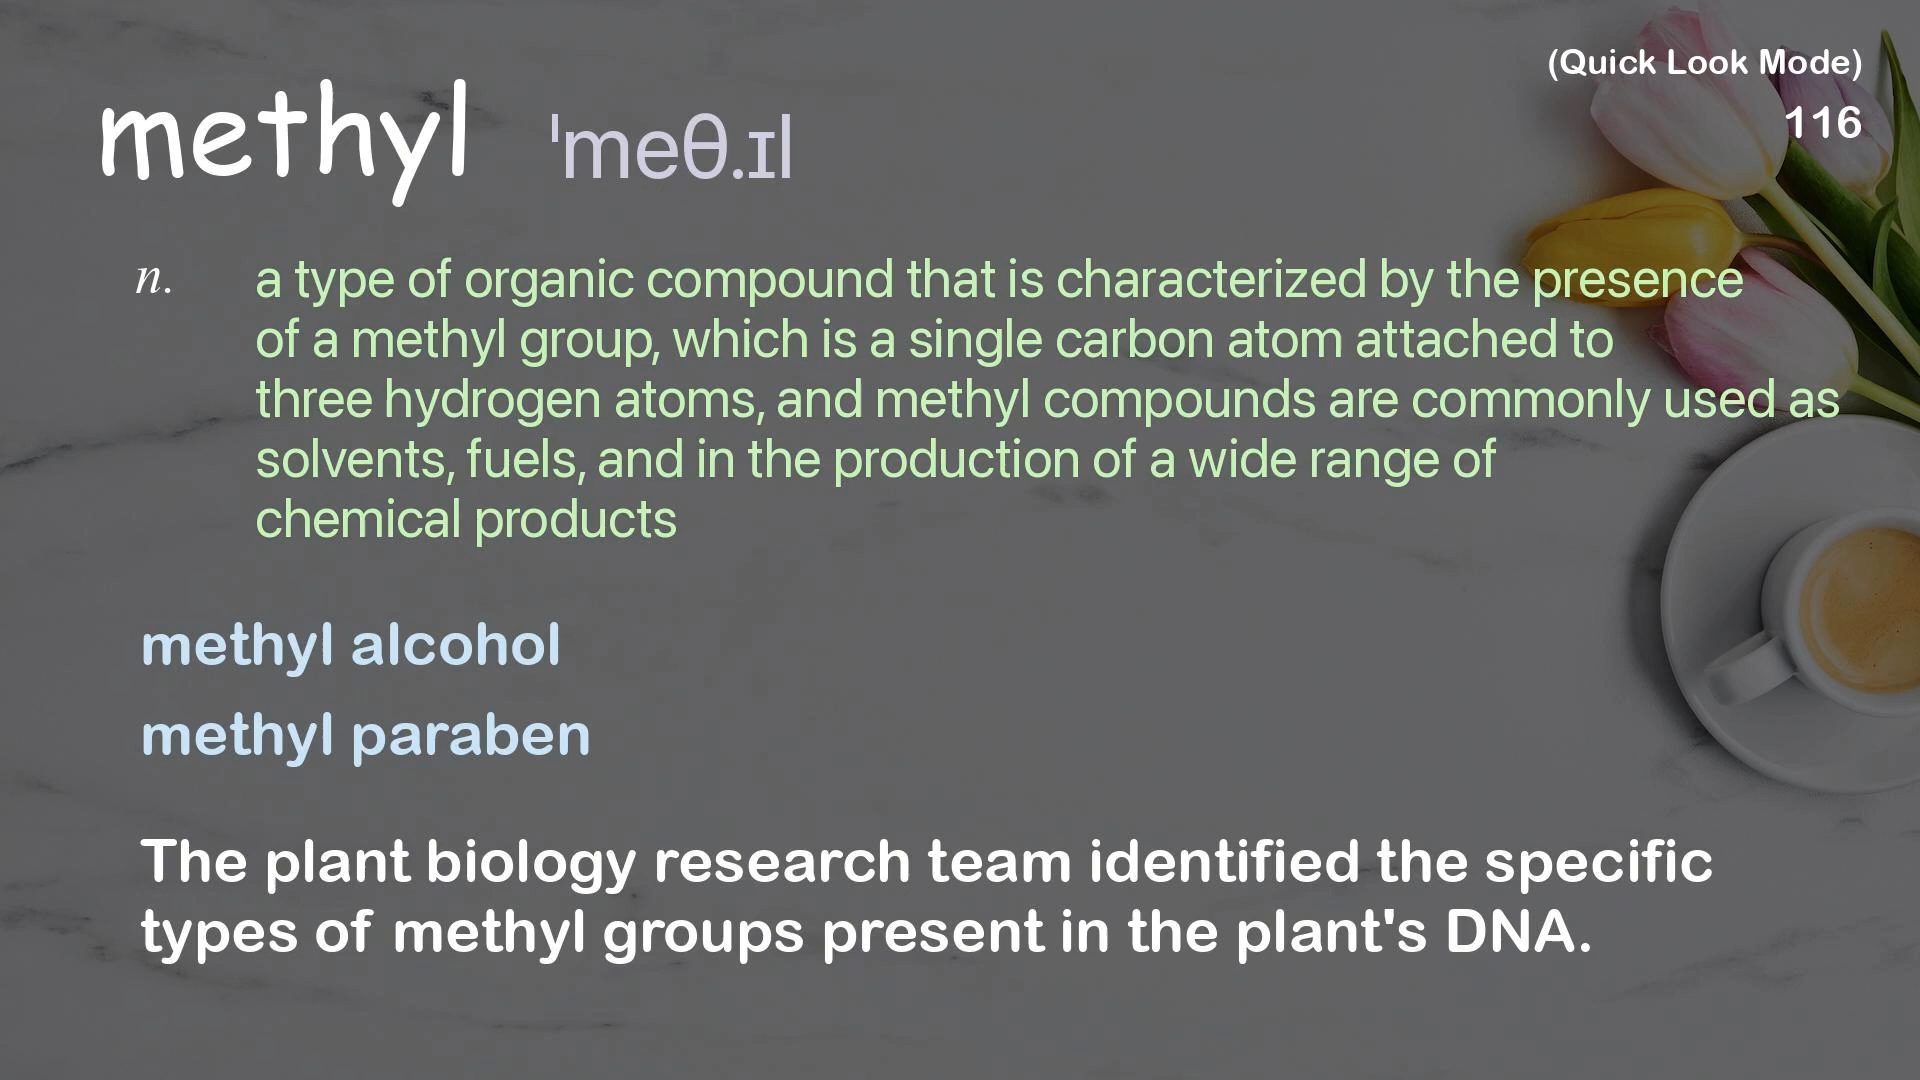 (Quick Look Mode)
116
methyl ˈmeθ.ɪl
n. a type of organic compound that is characterized by the presence
of a methyl group, which is a single carbon atom attached to
three hydrogen atoms, and methyl compounds are commonly used as
solvents, fuels, and in the production of a wide range of
chemical products
methyl alcohol
methyl paraben
The plant biology research team identified the specific
types of methyl groups present in the plant's DNA.